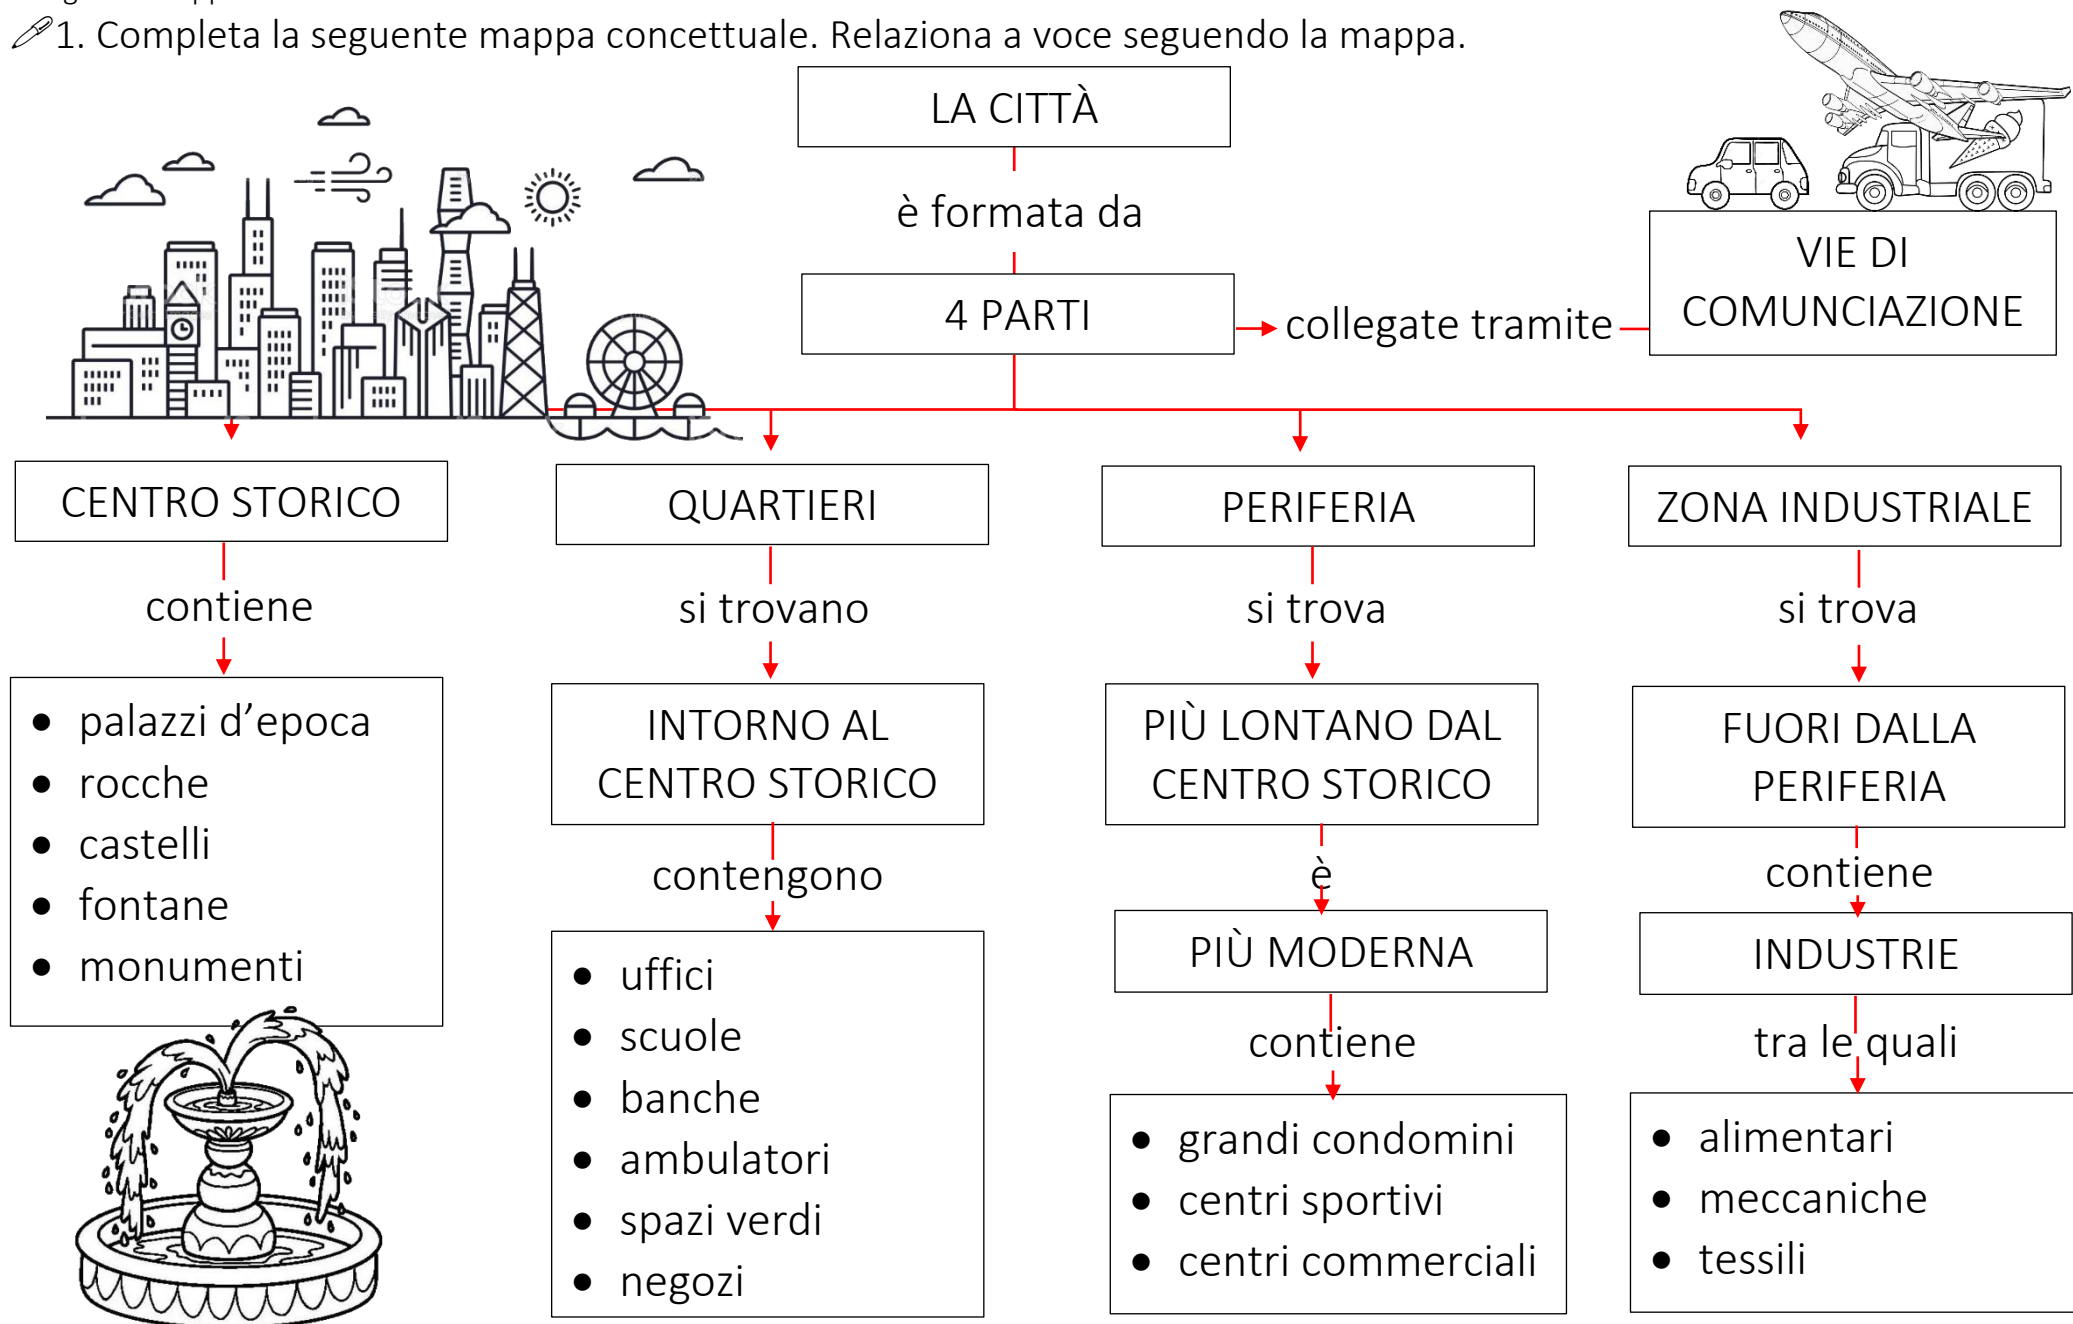 1. Completa la seguente mappa concettuale. Relaziona a voce seguendo la mappa.
LA CITTÀ
è formata da
4 PARTI
collegate tramite
VIE DI
COMUNCIAZIONE
CENTRO STORICO
contiene
• palazzi d’epoca
• rocche
• castelli
• fontane
• monumenti
QUARTIERI
si trovano
INTORNO AL
CENTRO STORICO
contengono
• uffici
• scuole
• banche
• ambulatori
• spazi verdi
• negozi
PERIFERIA
si trova
PIÙ LONTANO DAL
CENTRO STORICO
è
PIÙ MODERNA
contiene
• grandi condomini
• centri sportivi
• centri commerciali
ZONA INDUSTRIALE
si trova
FUORI DALLA
PERIFERIA
contiene
INDUSTRIE
tra le quali
• alimentari
• meccaniche
• tessili